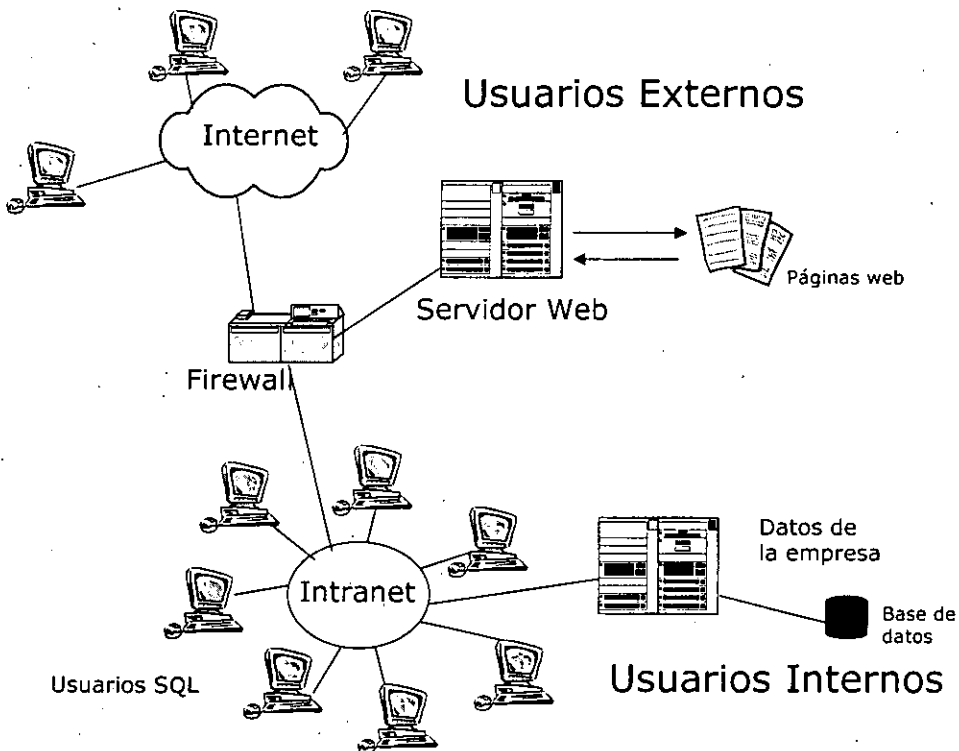 Usuarios Externos
Internet
Páginas web
Servidor Web
Firewall
Datos de
la empresa
Intranet
Base de
datos
Usuarios SQL
Usuarios Internos